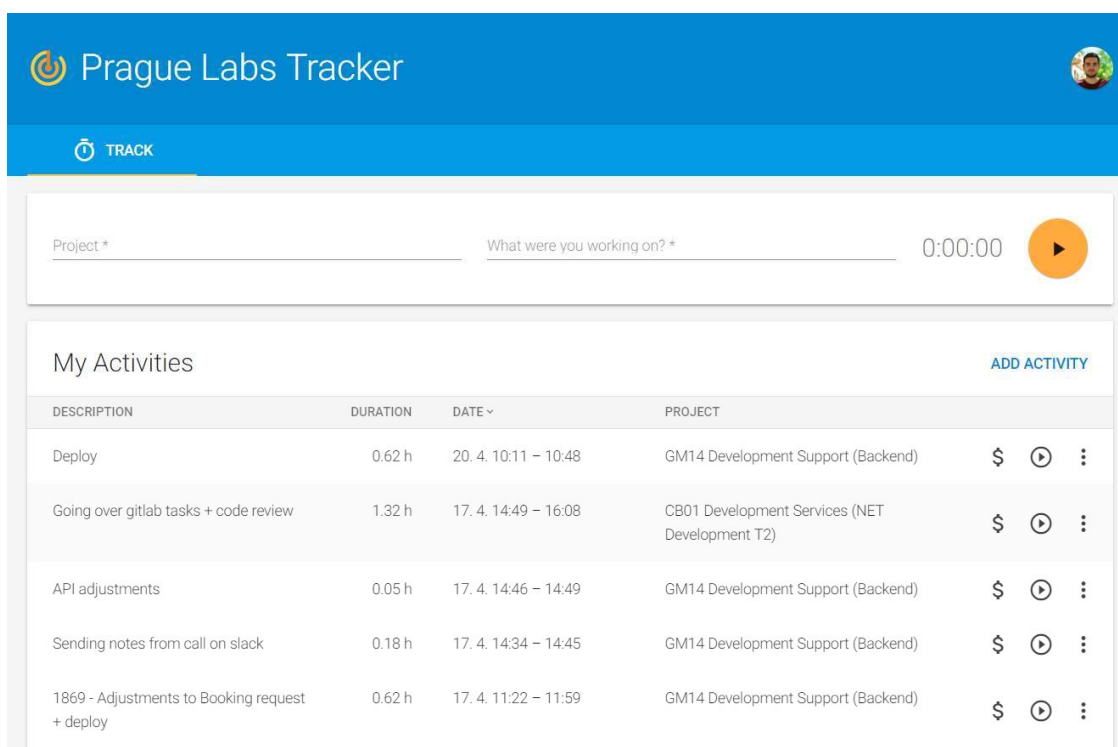 Prague Labs Tracker
TRACK
Project *
What were you working on? *
0:00:00
My Activities
ADD ACTIVITY
DESCRIPTION DURATION DATE PROJECT
Deploy 0.62 h 20. 4. 10:11 – 10:48 GM14 Development Support (Backend) $
Going over gitlab tasks + code review 1.32 h 17. 4. 14:49 – 16:08 CB01 Development Services (NET
Development T2) $
API adjustments 0.05 h 17. 4. 14:46 – 14:49 GM14 Development Support (Backend) $
Sending notes from call on slack 0.18 h 17. 4. 14:34 – 14:45 GM14 Development Support (Backend) $
1869 - Adjustments to Booking request 0.62 h 17. 4. 11:22 – 11:59 GM14 Development Support (Backend) $
+ deploy